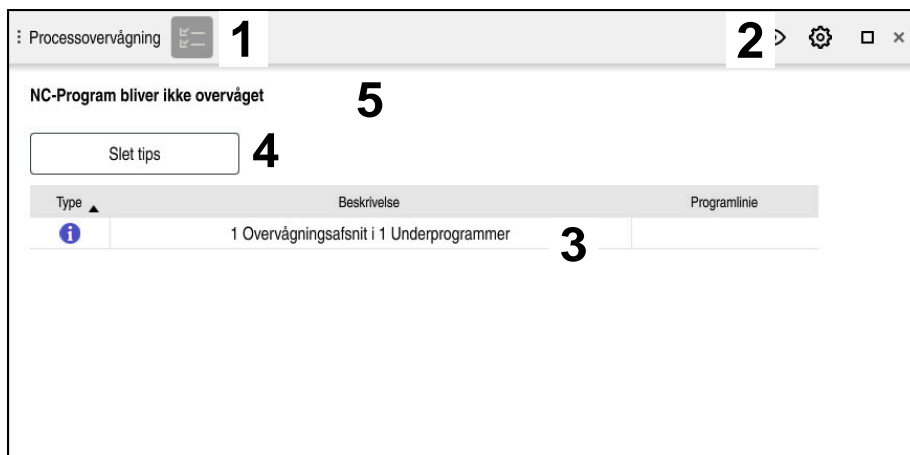 Processovervågning 1 2
NC-Program bliver ikke overvåget 5
Slet tips 4
Type Beskrivelse Programlinie
1 Overvågningsafsnit i 1 Underprogrammer 3